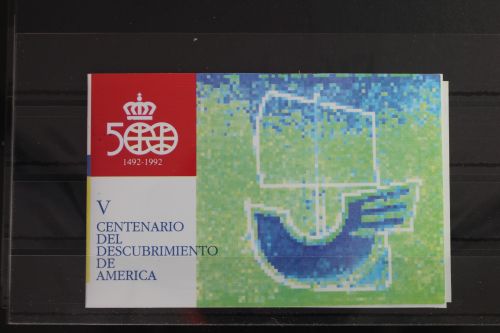 500
1492-1992
V
CENTENARIO
DEL
DESCUBRIMIENTO
DE
AMERICA